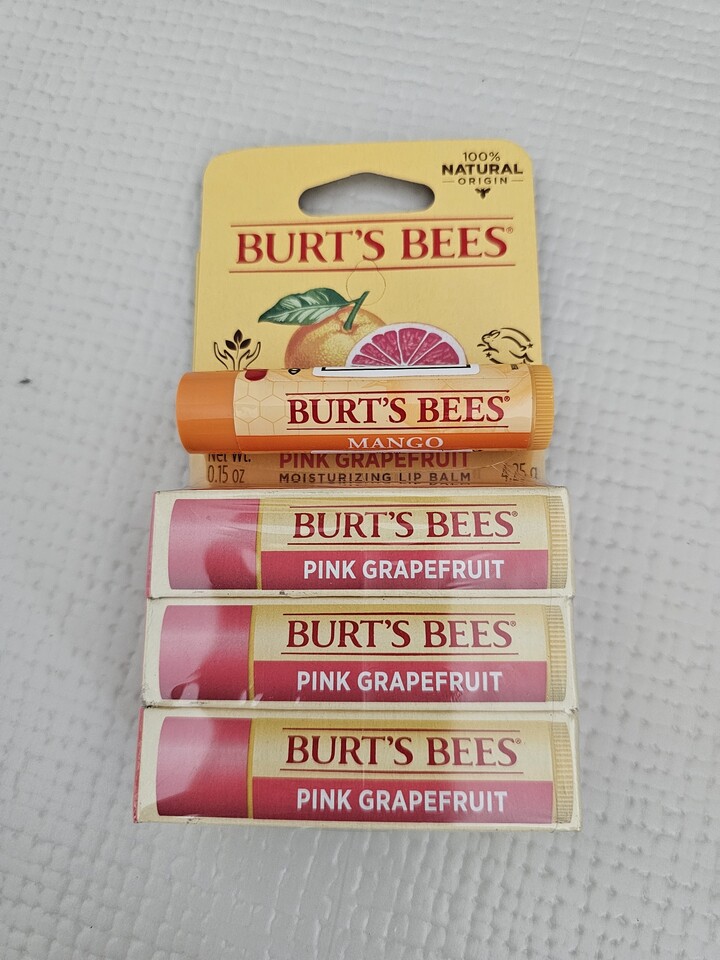 100%
NATURAL
ORIGIN
BURT'S BEES®
BURT'S BEES®
MANGO
Net Wt. PINK GRAPEFRUIT
0.15 oz MOISTURIZING LIP BALM 4.25 g
BURT'S BEES®
PINK GRAPEFRUIT
BURT'S BEES®
PINK GRAPEFRUIT
BURT'S BEES®
PINK GRAPEFRUIT